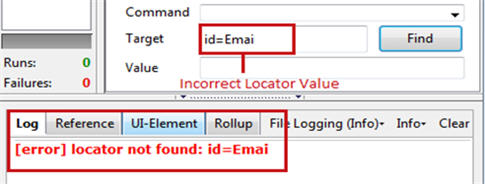 Command
Target id=Emai Find
Runs: 0
Failures: 0
Value
Incorrect Locator Value
Log Reference UI-Element Rollup File Logging (Info) Info Clear
[error] locator not found: id=Emai